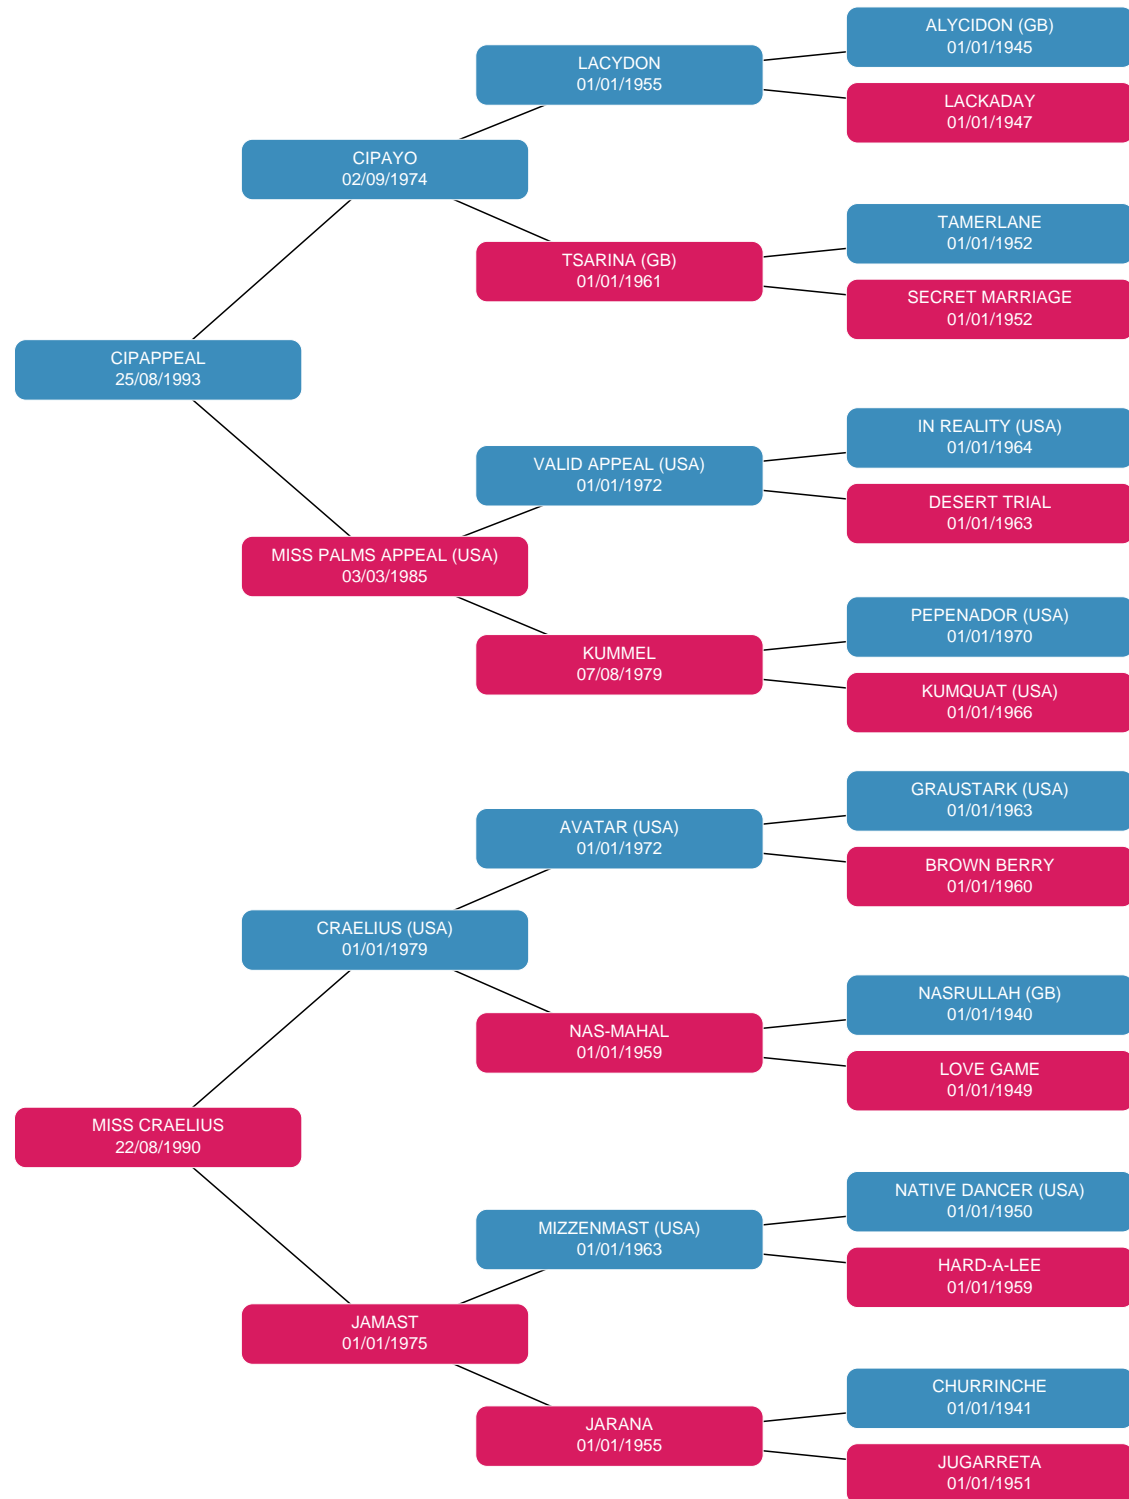 ALYCIDON (GB)
01/01/1945
LACYDON
01/01/1955
LACKADAY
01/01/1947
CIPAYO
02/09/1974
TAMERLANE
01/01/1952
TSARINA (GB)
01/01/1961
SECRET MARRIAGE
01/01/1952
CIPAPPEAL
25/08/1993
IN REALITY (USA)
01/01/1964
VALID APPEAL (USA)
01/01/1972
DESERT TRIAL
01/01/1963
MISS PALMS APPEAL (USA)
03/03/1985
PEPENADOR (USA)
01/01/1970
KUMMEL
07/08/1979
KUMQUAT (USA)
01/01/1966
GRAUSTARK (USA)
01/01/1963
AVATAR (USA)
01/01/1972
BROWN BERRY
01/01/1960
CRAELIUS (USA)
01/01/1979
NASRULLAH (GB)
01/01/1940
NAS-MAHAL
01/01/1959
LOVE GAME
01/01/1949
MISS CRAELIUS
22/08/1990
NATIVE DANCER (USA)
01/01/1950
MIZZENMAST (USA)
01/01/1963
HARD-A-LEE
01/01/1959
JAMAST
01/01/1975
CHURRINCHE
01/01/1941
JARANA
01/01/1955
JUGARRETA
01/01/1951